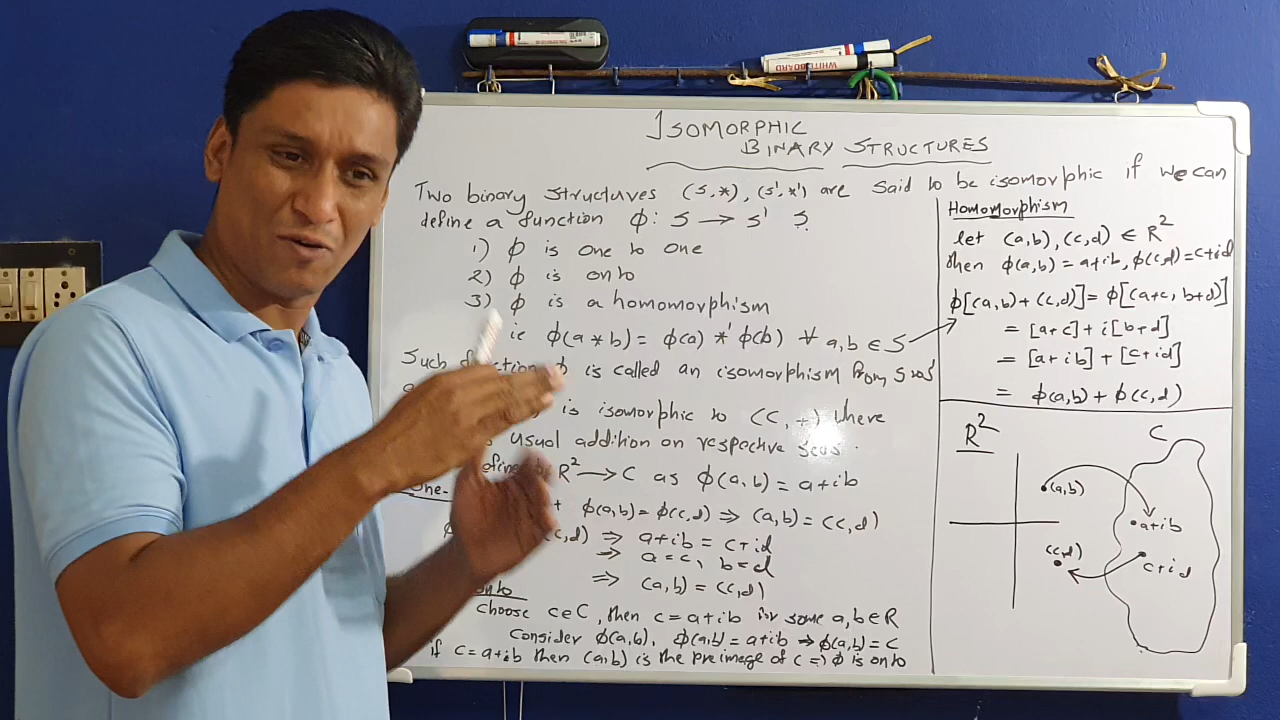 WHITEBOARD
ISOMORPHIC
BINARY STRUCTURES
Two binary structures (S,*), (S',*') are said to be isomorphic if we can
define a function ϕ: S → S' ?
1) ϕ is one to one
2) ϕ is onto
3) ϕ is a homomorphism
ie ϕ(a*b) = ϕ(a) *' ϕ(b) ∀ a,b ∈ S
Such function ϕ is called an isomorphism from S to S'
is isomorphic to (C,+) where
usual addition on respective sets.
R² → C as ϕ(a,b) = a+ib
One-
ϕ(a,b) = ϕ(c,d) ⇒ (a,b) = (c,d)
(c,d) ⇒ a+ib = c+id
⇒ a=c, b=d
⇒ (a,b) = (c,d)
onto
choose c∈C, then c = a+ib for some a,b∈R
Consider ϕ(a,b), ϕ(a,b) = a+ib ⇒ ϕ(a,b) = c
if c = a+ib then (a,b) is the preimage of c ⇒ ϕ is onto
Homomorphism
let (a,b), (c,d) ∈ R²
then ϕ(a,b) = a+ib, ϕ(c,d) = c+id
ϕ[(a,b)+(c,d)] = ϕ[(a+c, b+d)]
= [a+c]+i[b+d]
= [a+ib]+[c+id]
= ϕ(a,b)+ϕ(c,d)
R²
C
(a,b)
a+ib
(c,d)
c+id